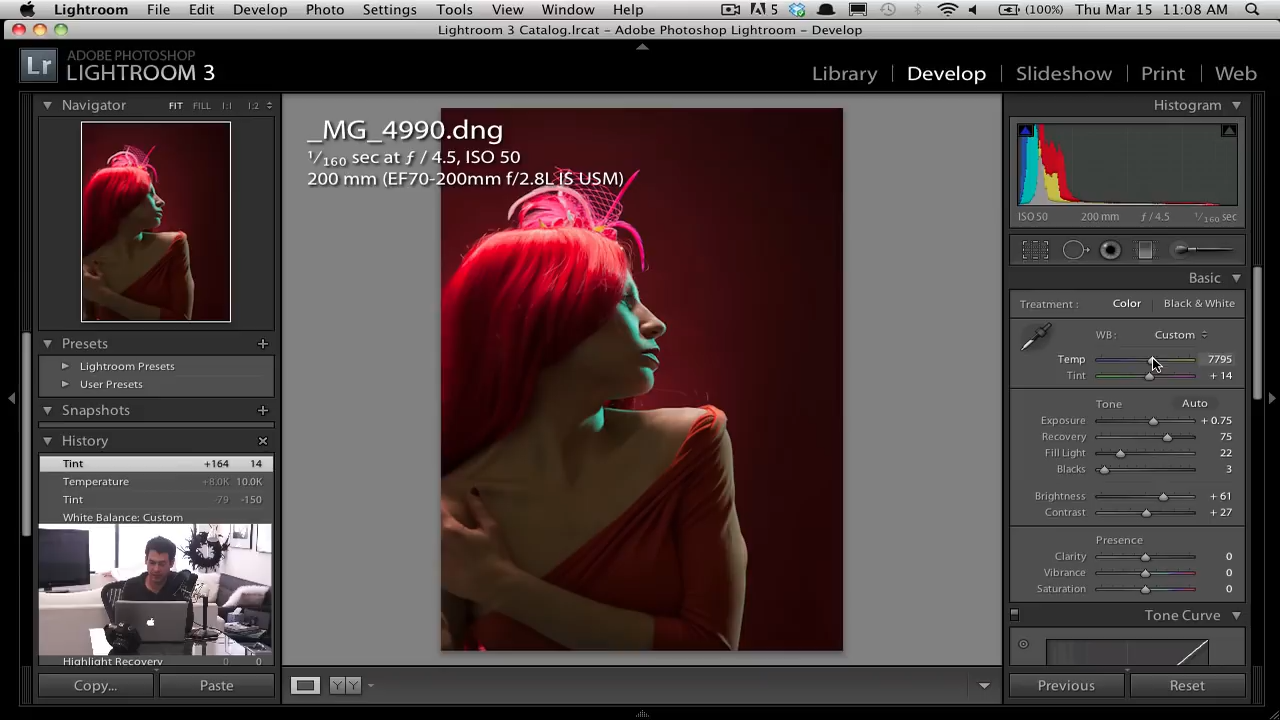 Lightroom File Edit Develop Photo Settings Tools View Window Help 5 (100%) Thu Mar 15 11:08 AM
Lightroom 3 Catalog.lrcat – Adobe Photoshop Lightroom – Develop
Lr ADOBE PHOTOSHOP
LIGHTROOM 3
Library | Develop | Slideshow | Print | Web
Navigator FIT FILL 1:1 1:2
Presets
Lightroom Presets
User Presets
Snapshots
History
Tint +164 14
Temperature +8.0K 10.0K
Tint -79 -150
White Balance: Custom
Highlight Recovery 0 0
Copy... Paste
_MG_4990.dng
1/160 sec at ƒ / 4.5, ISO 50
200 mm (EF70-200mm f/2.8L IS USM)
Histogram
ISO 50 200 mm ƒ / 4.5 1/160 sec
Basic
Treatment : Color | Black & White
WB: Custom
Temp 7795
Tint + 14
Tone Auto
Exposure + 0.75
Recovery 75
Fill Light 22
Blacks 3
Brightness + 61
Contrast + 27
Presence
Clarity 0
Vibrance 0
Saturation 0
Tone Curve
Previous Reset